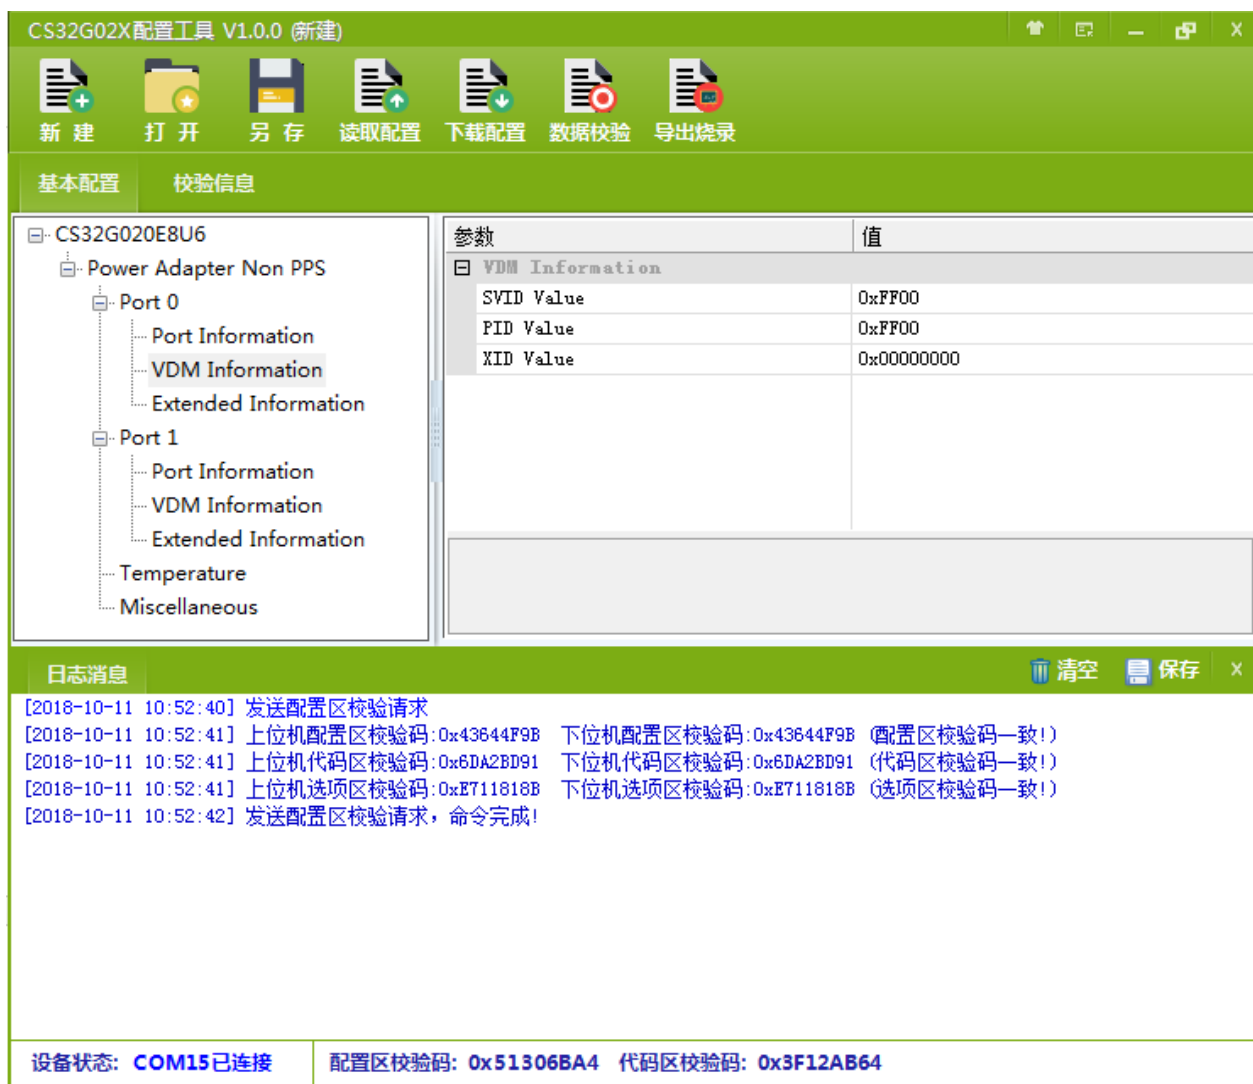 CS32G02X配置工具 V1.0.0 (新建)
新 建 打 开 另 存 读取配置 下载配置 数据校验 导出烧录
基本配置 校验信息
CS32G020E8U6
Power Adapter Non PPS
Port 0
Port Information
VDM Information
Extended Information
Port 1
Port Information
VDM Information
Extended Information
Temperature
Miscellaneous
参数 值
VDM Information
SVID Value 0xFF00
PID Value 0xFF00
XID Value 0x00000000
日志消息 清空 保存
[2018-10-11 10:52:40] 发送配置区校验请求
[2018-10-11 10:52:41] 上位机配置区校验码:0x43644F9B 下位机配置区校验码:0x43644F9B (配置区校验码一致!)
[2018-10-11 10:52:41] 上位机代码区校验码:0x6DA2BD91 下位机代码区校验码:0x6DA2BD91 (代码区校验码一致!)
[2018-10-11 10:52:41] 上位机选项区校验码:0xE711818B 下位机选项区校验码:0xE711818B (选项区校验码一致!)
[2018-10-11 10:52:42] 发送配置区校验请求，命令完成!
设备状态: COM15已连接 配置区校验码: 0x51306BA4 代码区校验码: 0x3F12AB64